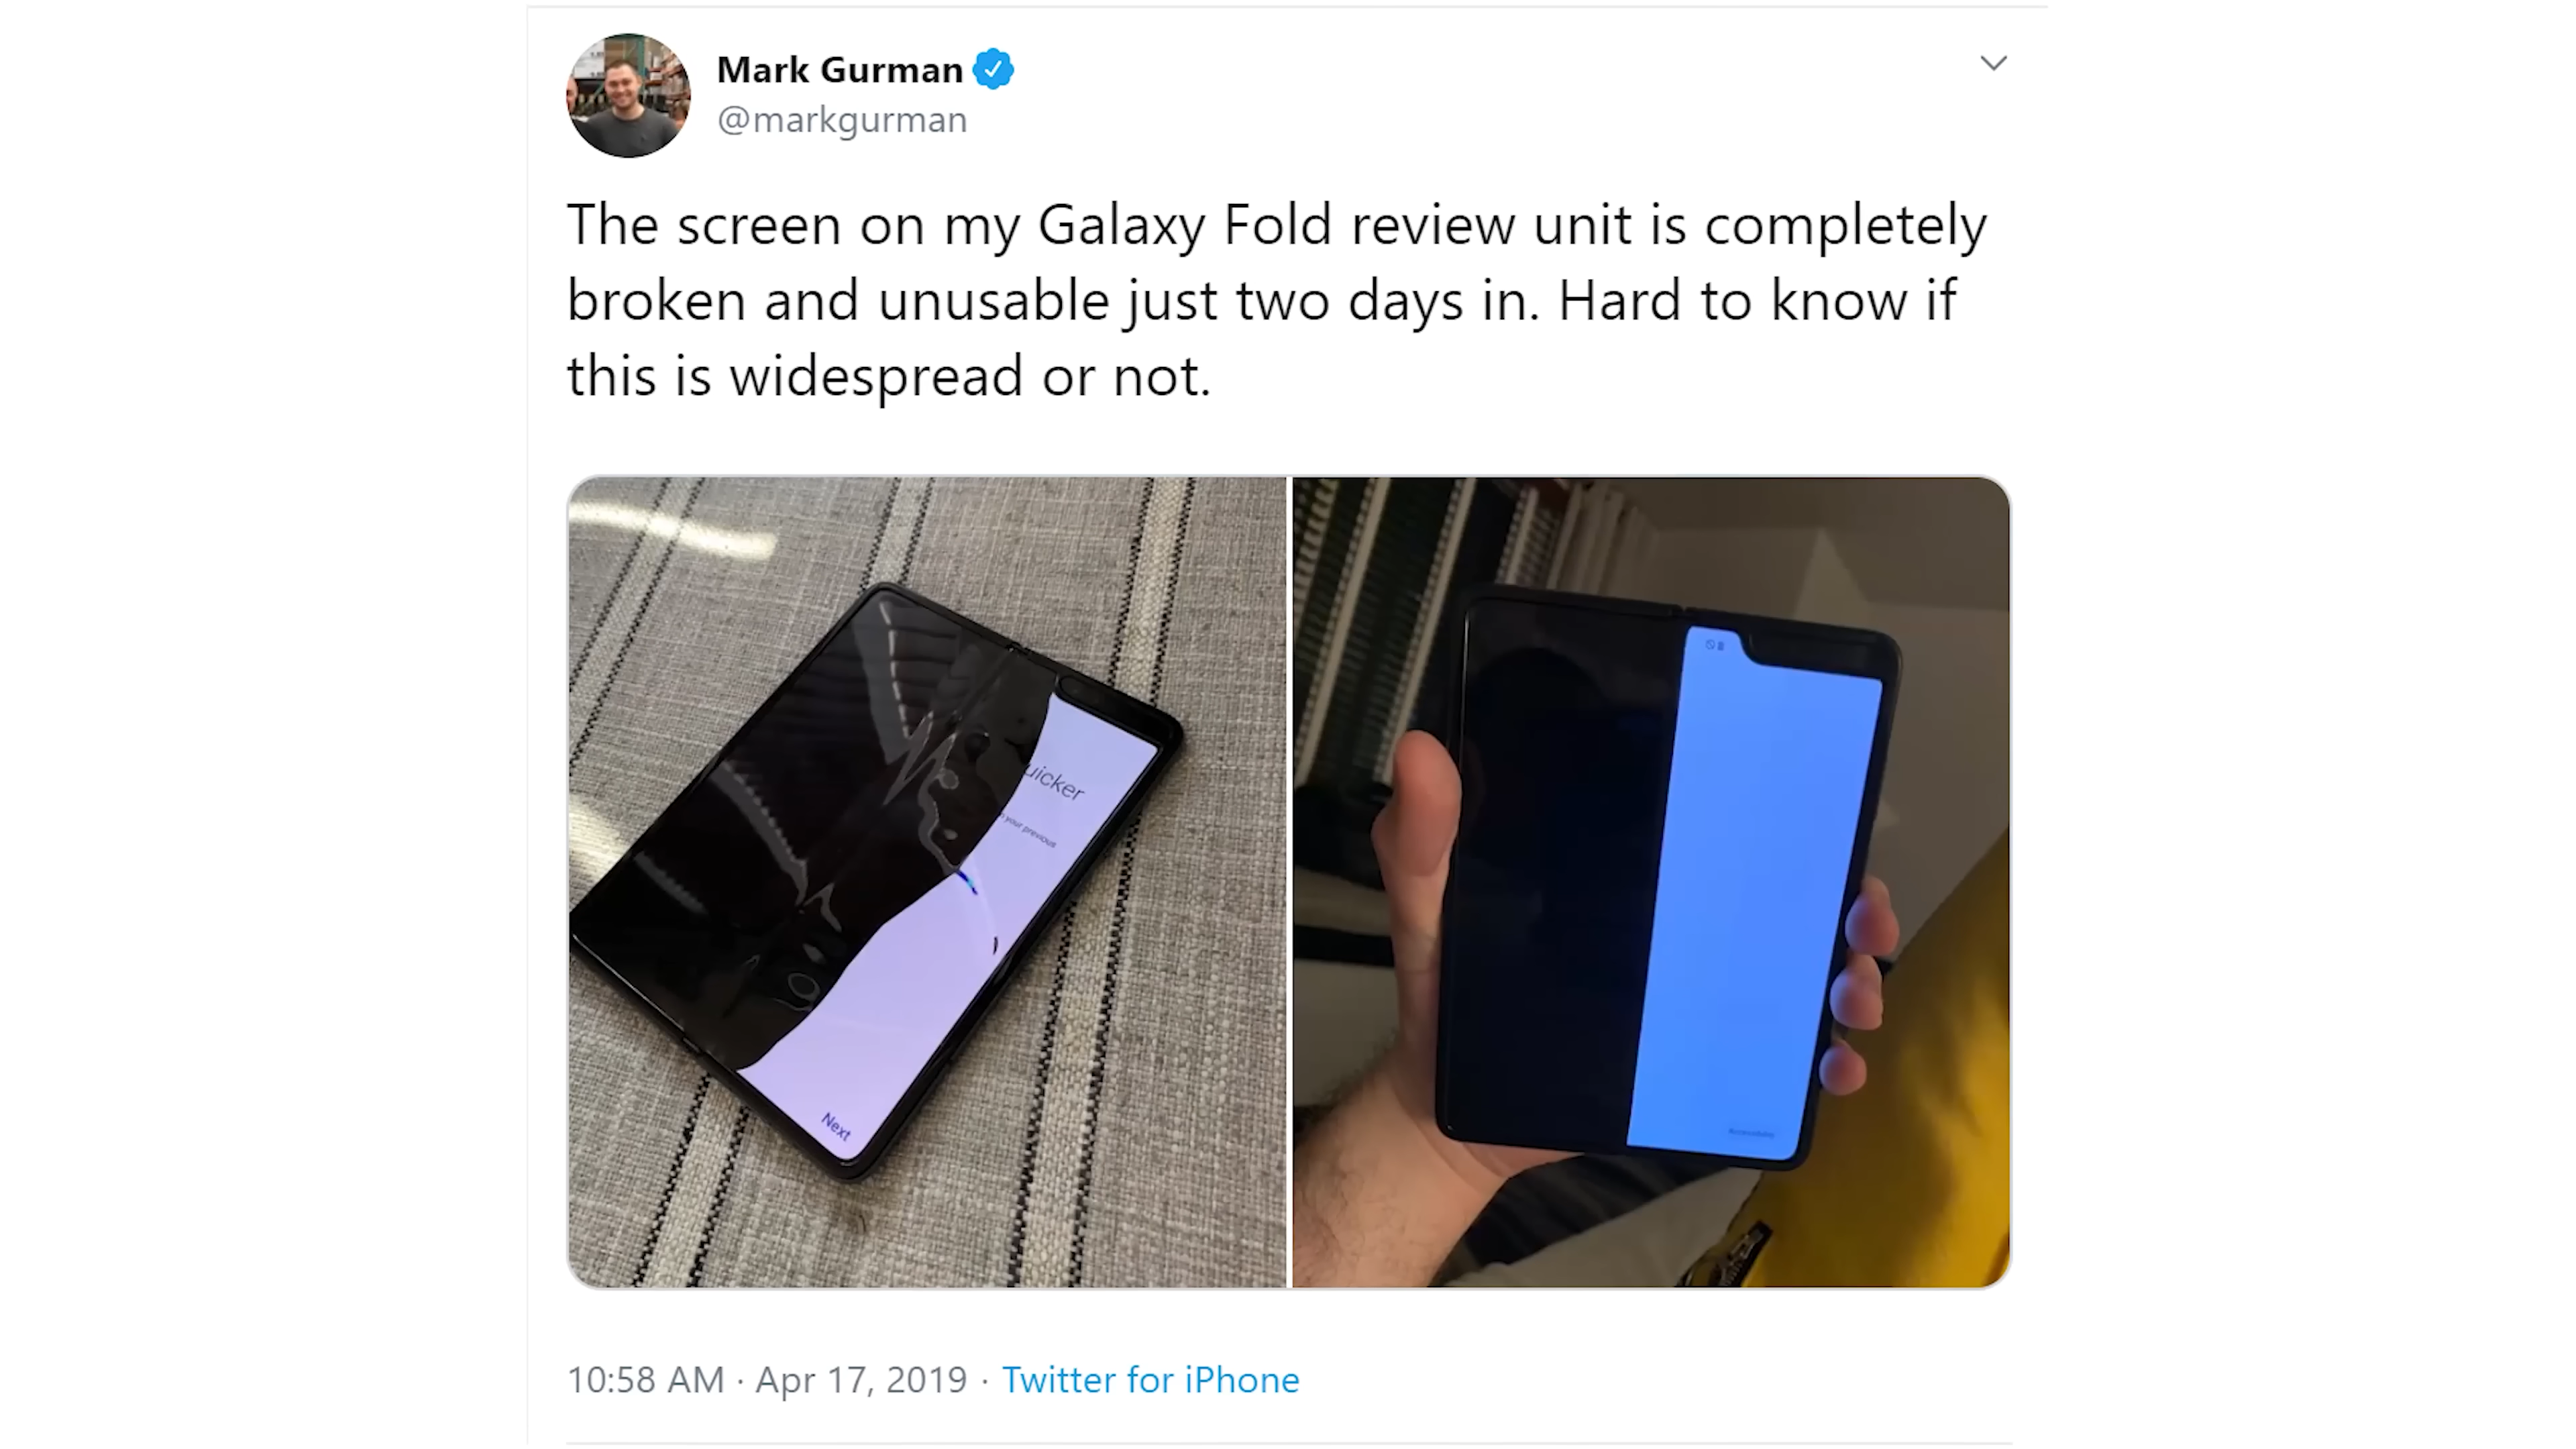 Mark Gurman
@markgurman
The screen on my Galaxy Fold review unit is completely
broken and unusable just two days in. Hard to know if
this is widespread or not.
uicker
your previous
Next
10:58 AM · Apr 17, 2019 · Twitter for iPhone